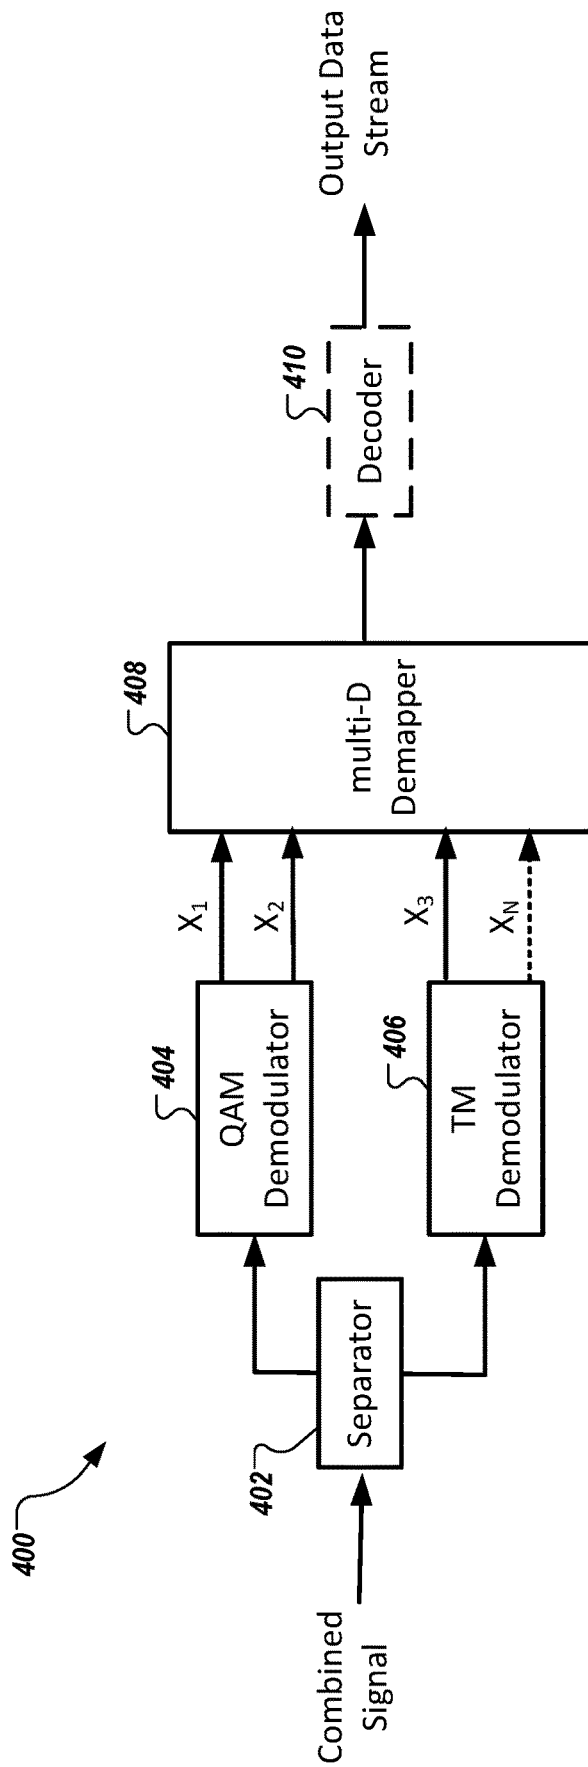 400
Combined
Signal
402
Separator
404
QAM
Demodulator
406
TM
Demodulator
X₁
X₂
X₃
X_N
408
multi-D
Demapper
410
Decoder
Output Data
Stream